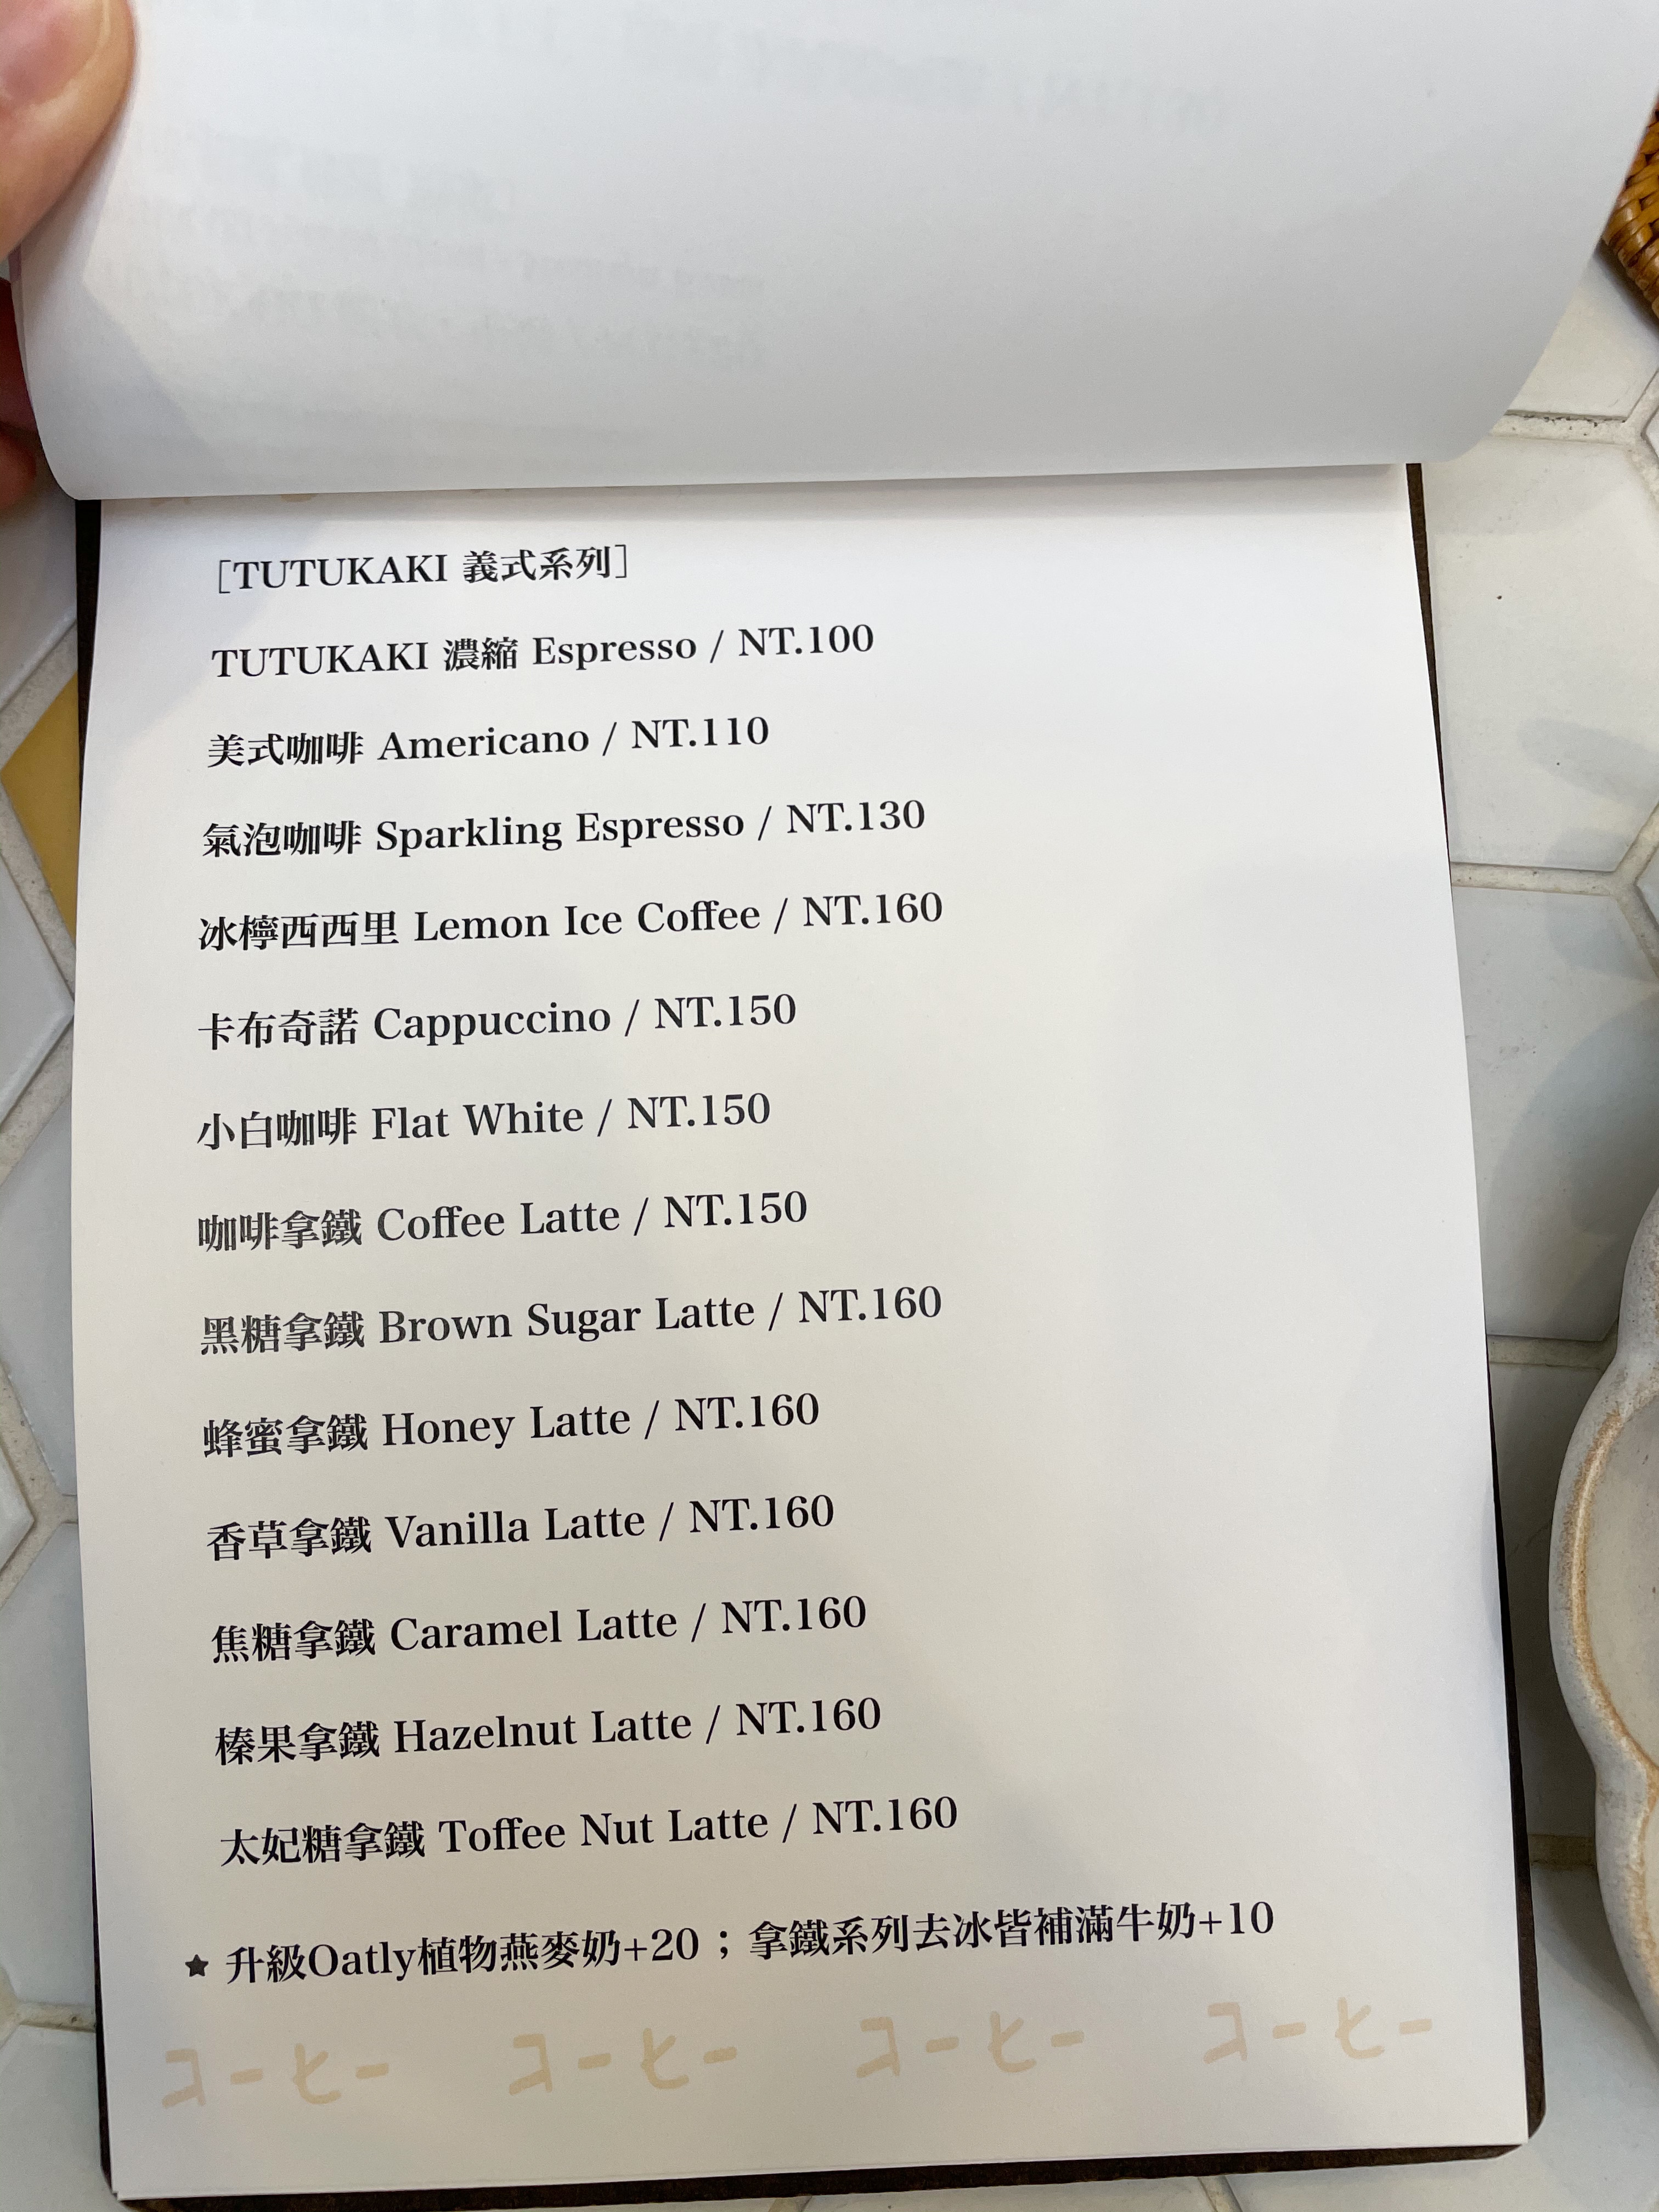 [TUTUKAKI 義式系列]
TUTUKAKI 濃縮 Espresso / NT.100
美式咖啡 Americano / NT.110
氣泡咖啡 Sparkling Espresso / NT.130
冰檸西西里 Lemon Ice Coffee / NT.160
卡布奇諾 Cappuccino / NT.150
小白咖啡 Flat White / NT.150
咖啡拿鐵 Coffee Latte / NT.150
黑糖拿鐵 Brown Sugar Latte / NT.160
蜂蜜拿鐵 Honey Latte / NT.160
香草拿鐵 Vanilla Latte / NT.160
焦糖拿鐵 Caramel Latte / NT.160
榛果拿鐵 Hazelnut Latte / NT.160
太妃糖拿鐵 Toffee Nut Latte / NT.160
★ 升級Oatly植物燕麥奶+20；拿鐵系列去冰皆補滿牛奶+10
コーヒー コーヒー コーヒー コーヒー